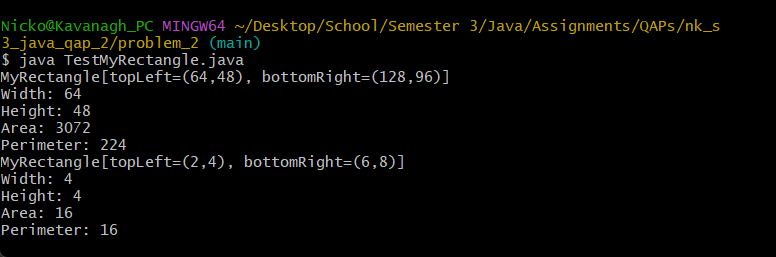 Nicko@Kavanagh_PC MINGW64 ~/Desktop/School/Semester 3/Java/Assignments/QAPs/nk_s
3_java_qap_2/problem_2 (main)
$ java TestMyRectangle.java
MyRectangle[topLeft=(64,48), bottomRight=(128,96)]
Width: 64
Height: 48
Area: 3072
Perimeter: 224
MyRectangle[topLeft=(2,4), bottomRight=(6,8)]
Width: 4
Height: 4
Area: 16
Perimeter: 16